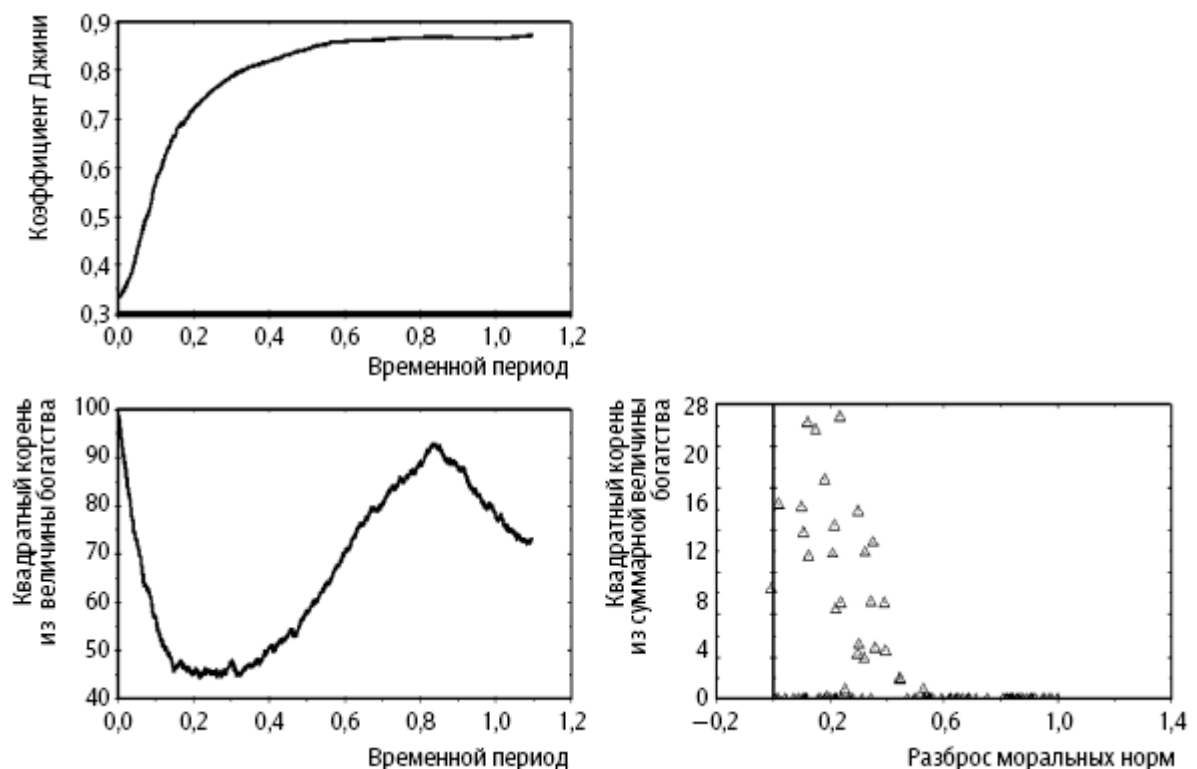 Коэффициент Джини
0,9
0,8
0,7
0,6
0,5
0,4
0,3
0,0 0,2 0,4 0,6 0,8 1,0 1,2
Временной период
Квадратный корень
из величины богатства
100
90
80
70
60
50
40
0,0 0,2 0,4 0,6 0,8 1,0 1,2
Временной период
Квадратный корень
из суммарной величины
богатства
28
20
16
12
8
4
0
−0,2 0,2 0,6 1,0 1,4
Разброс моральных норм